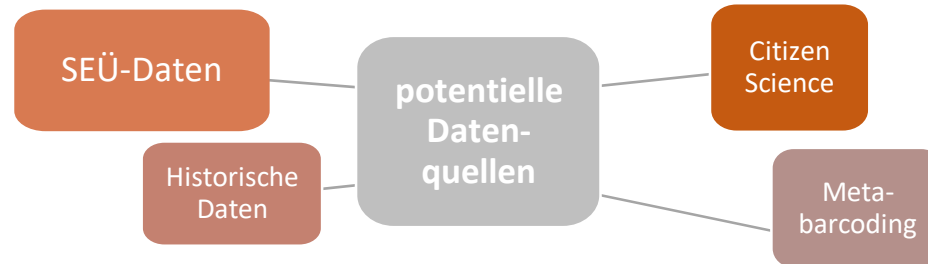 SEÜ-Daten
potentielle
Daten-
quellen
Citizen
Science
Historische
Daten
Meta-
barcoding